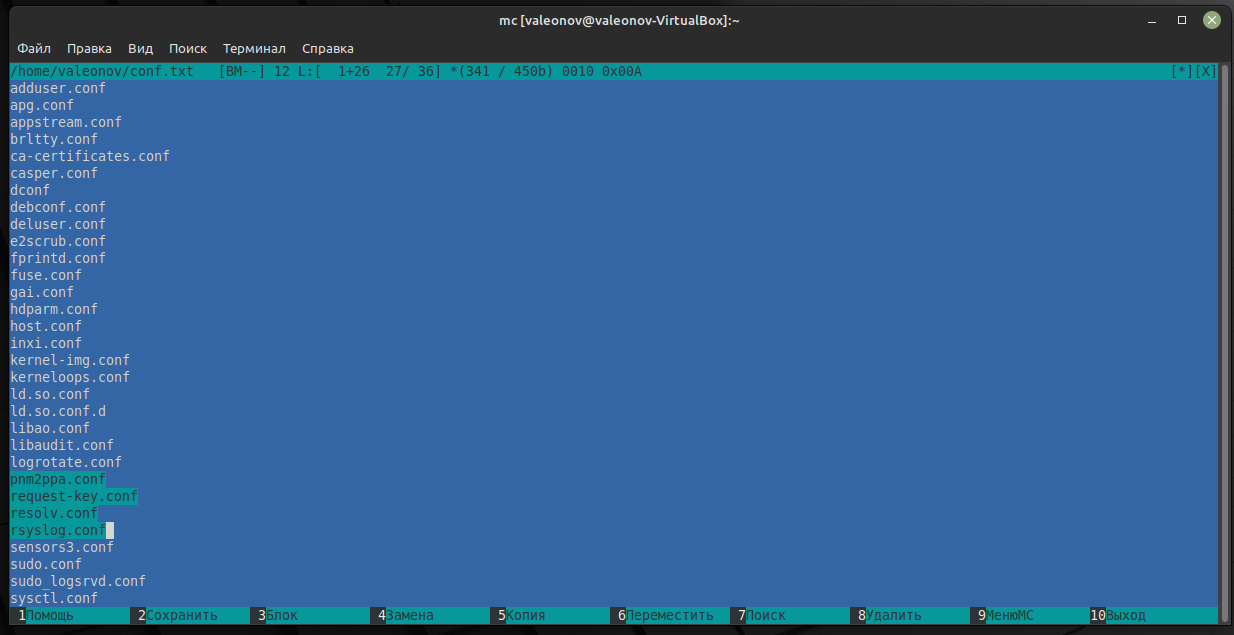 mc [valeonov@valeonov-VirtualBox]:~
Файл Правка Вид Поиск Терминал Справка
/home/valeonov/conf.txt   [BM--] 12 L:[  1+26  27/ 36] *(341 / 450b) 0010 0x00A [*][X]
adduser.conf
apg.conf
appstream.conf
brltty.conf
ca-certificates.conf
casper.conf
dconf
debconf.conf
deluser.conf
e2scrub.conf
fprintd.conf
fuse.conf
gai.conf
hdparm.conf
host.conf
inxi.conf
kernel-img.conf
kerneloops.conf
ld.so.conf
ld.so.conf.d
libao.conf
libaudit.conf
logrotate.conf
pnm2ppa.conf
request-key.conf
resolv.conf
rsyslog.conf
sensors3.conf
sudo.conf
sudo_logsrvd.conf
sysctl.conf
1Помощь 2Сохранить 3Блок 4Замена 5Копия 6Переместить 7Поиск 8Удалить 9МенюMC 10Выход